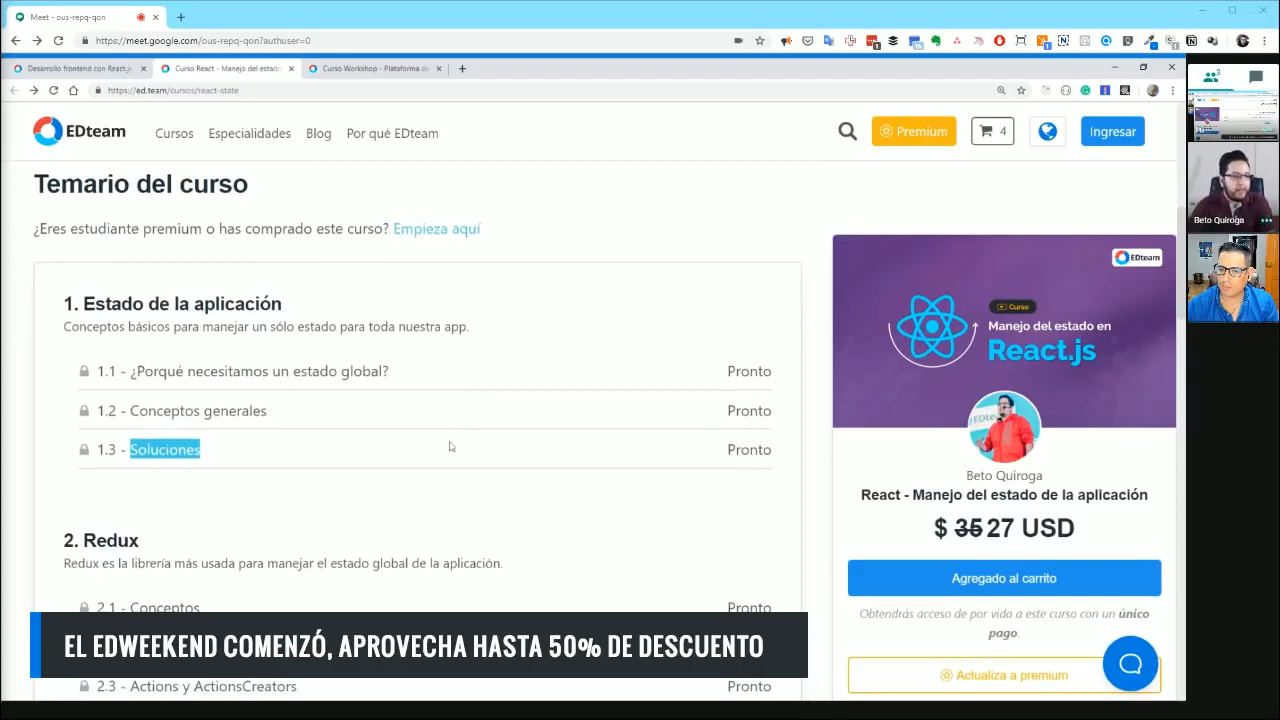 Meet - ous-repq-qon
https://meet.google.com/ous-repq-qon?authuser=0
Desarrollo frontend con React.js
Curso React - Manejo del estado
Curso Workshop - Plataforma de
https://ed.team/cursos/react-state
EDteam
Cursos
Especialidades
Blog
Por qué EDteam
Premium
4
Ingresar
Temario del curso
¿Eres estudiante premium o has comprado este curso? Empieza aquí
1. Estado de la aplicación
Conceptos básicos para manejar un sólo estado para toda nuestra app.
1.1 - ¿Porqué necesitamos un estado global?
Pronto
1.2 - Conceptos generales
Pronto
1.3 - Soluciones
Pronto
2. Redux
Redux es la librería más usada para manejar el estado global de la aplicación.
2.1 - Conceptos
Pronto
2.3 - Actions y ActionsCreators
Pronto
EL EDWEEKEND COMENZÓ, APROVECHA HASTA 50% DE DESCUENTO
EDteam
Curso
Manejo del estado en
React.js
Beto Quiroga
React - Manejo del estado de la aplicación
$ 35 27 USD
Agregado al carrito
Obtendrás acceso de por vida a este curso con un único
pago.
Actualiza a premium
3
Beto Quiroga